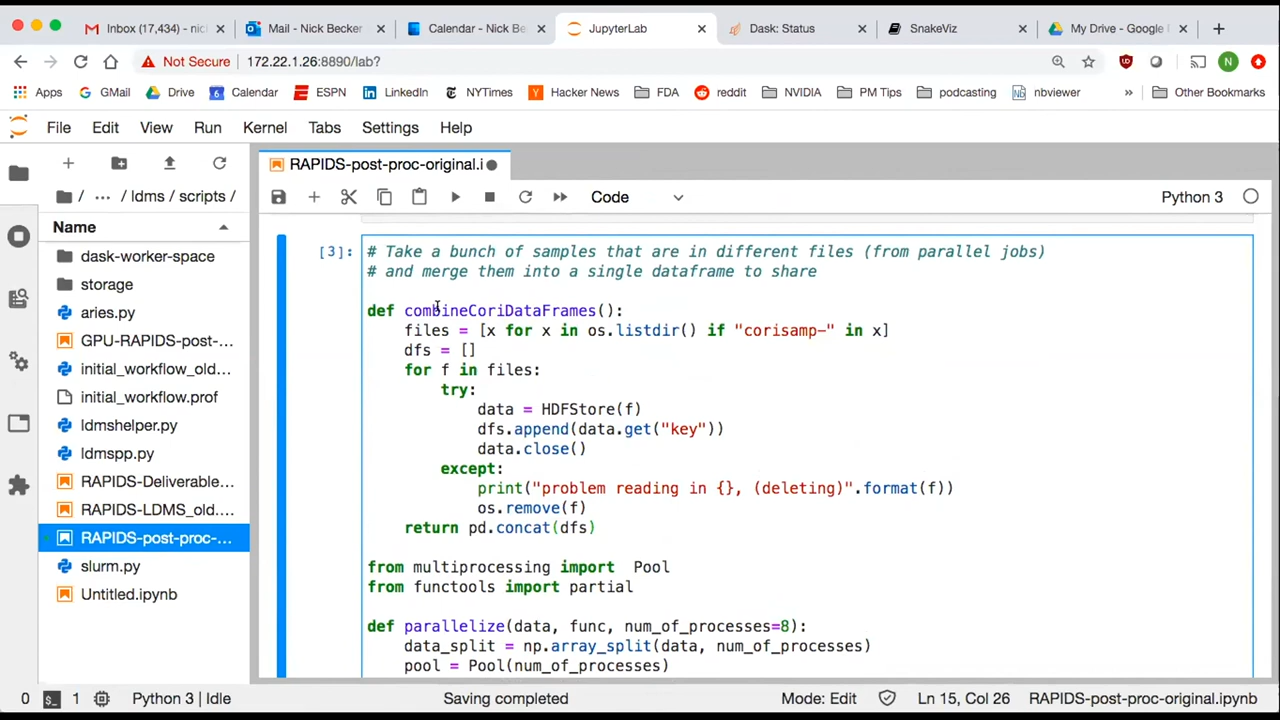 Inbox (17,434) - nic
Mail - Nick Becker
Calendar - Nick Be
JupyterLab
Dask: Status
SnakeViz
My Drive - Google
Not Secure 172.22.1.26:8890/lab?
N
Apps GMail Drive Calendar ESPN LinkedIn NYTimes Hacker News FDA reddit NVIDIA PM Tips podcasting nbviewer » Other Bookmarks
File Edit View Run Kernel Tabs Settings Help
RAPIDS-post-proc-original.i
/ ... / ldms / scripts /
Code
Python 3
Name
dask-worker-space
storage
aries.py
GPU-RAPIDS-post-...
initial_workflow_old...
initial_workflow.prof
ldmshelper.py
ldmspp.py
RAPIDS-Deliverable...
RAPIDS-LDMS_old....
RAPIDS-post-proc-...
slurm.py
Untitled.ipynb
[3]:
# Take a bunch of samples that are in different files (from parallel jobs)
# and merge them into a single dataframe to share
def combineCoriDataFrames():
files = [x for x in os.listdir() if "corisamp-" in x]
dfs = []
for f in files:
try:
data = HDFStore(f)
dfs.append(data.get("key"))
data.close()
except:
print("problem reading in {}, (deleting)".format(f))
os.remove(f)
return pd.concat(dfs)
from multiprocessing import  Pool
from functools import partial
def parallelize(data, func, num_of_processes=8):
data_split = np.array_split(data, num_of_processes)
pool = Pool(num_of_processes)
0 1 Python 3 | Idle Saving completed Mode: Edit Ln 15, Col 26 RAPIDS-post-proc-original.ipynb